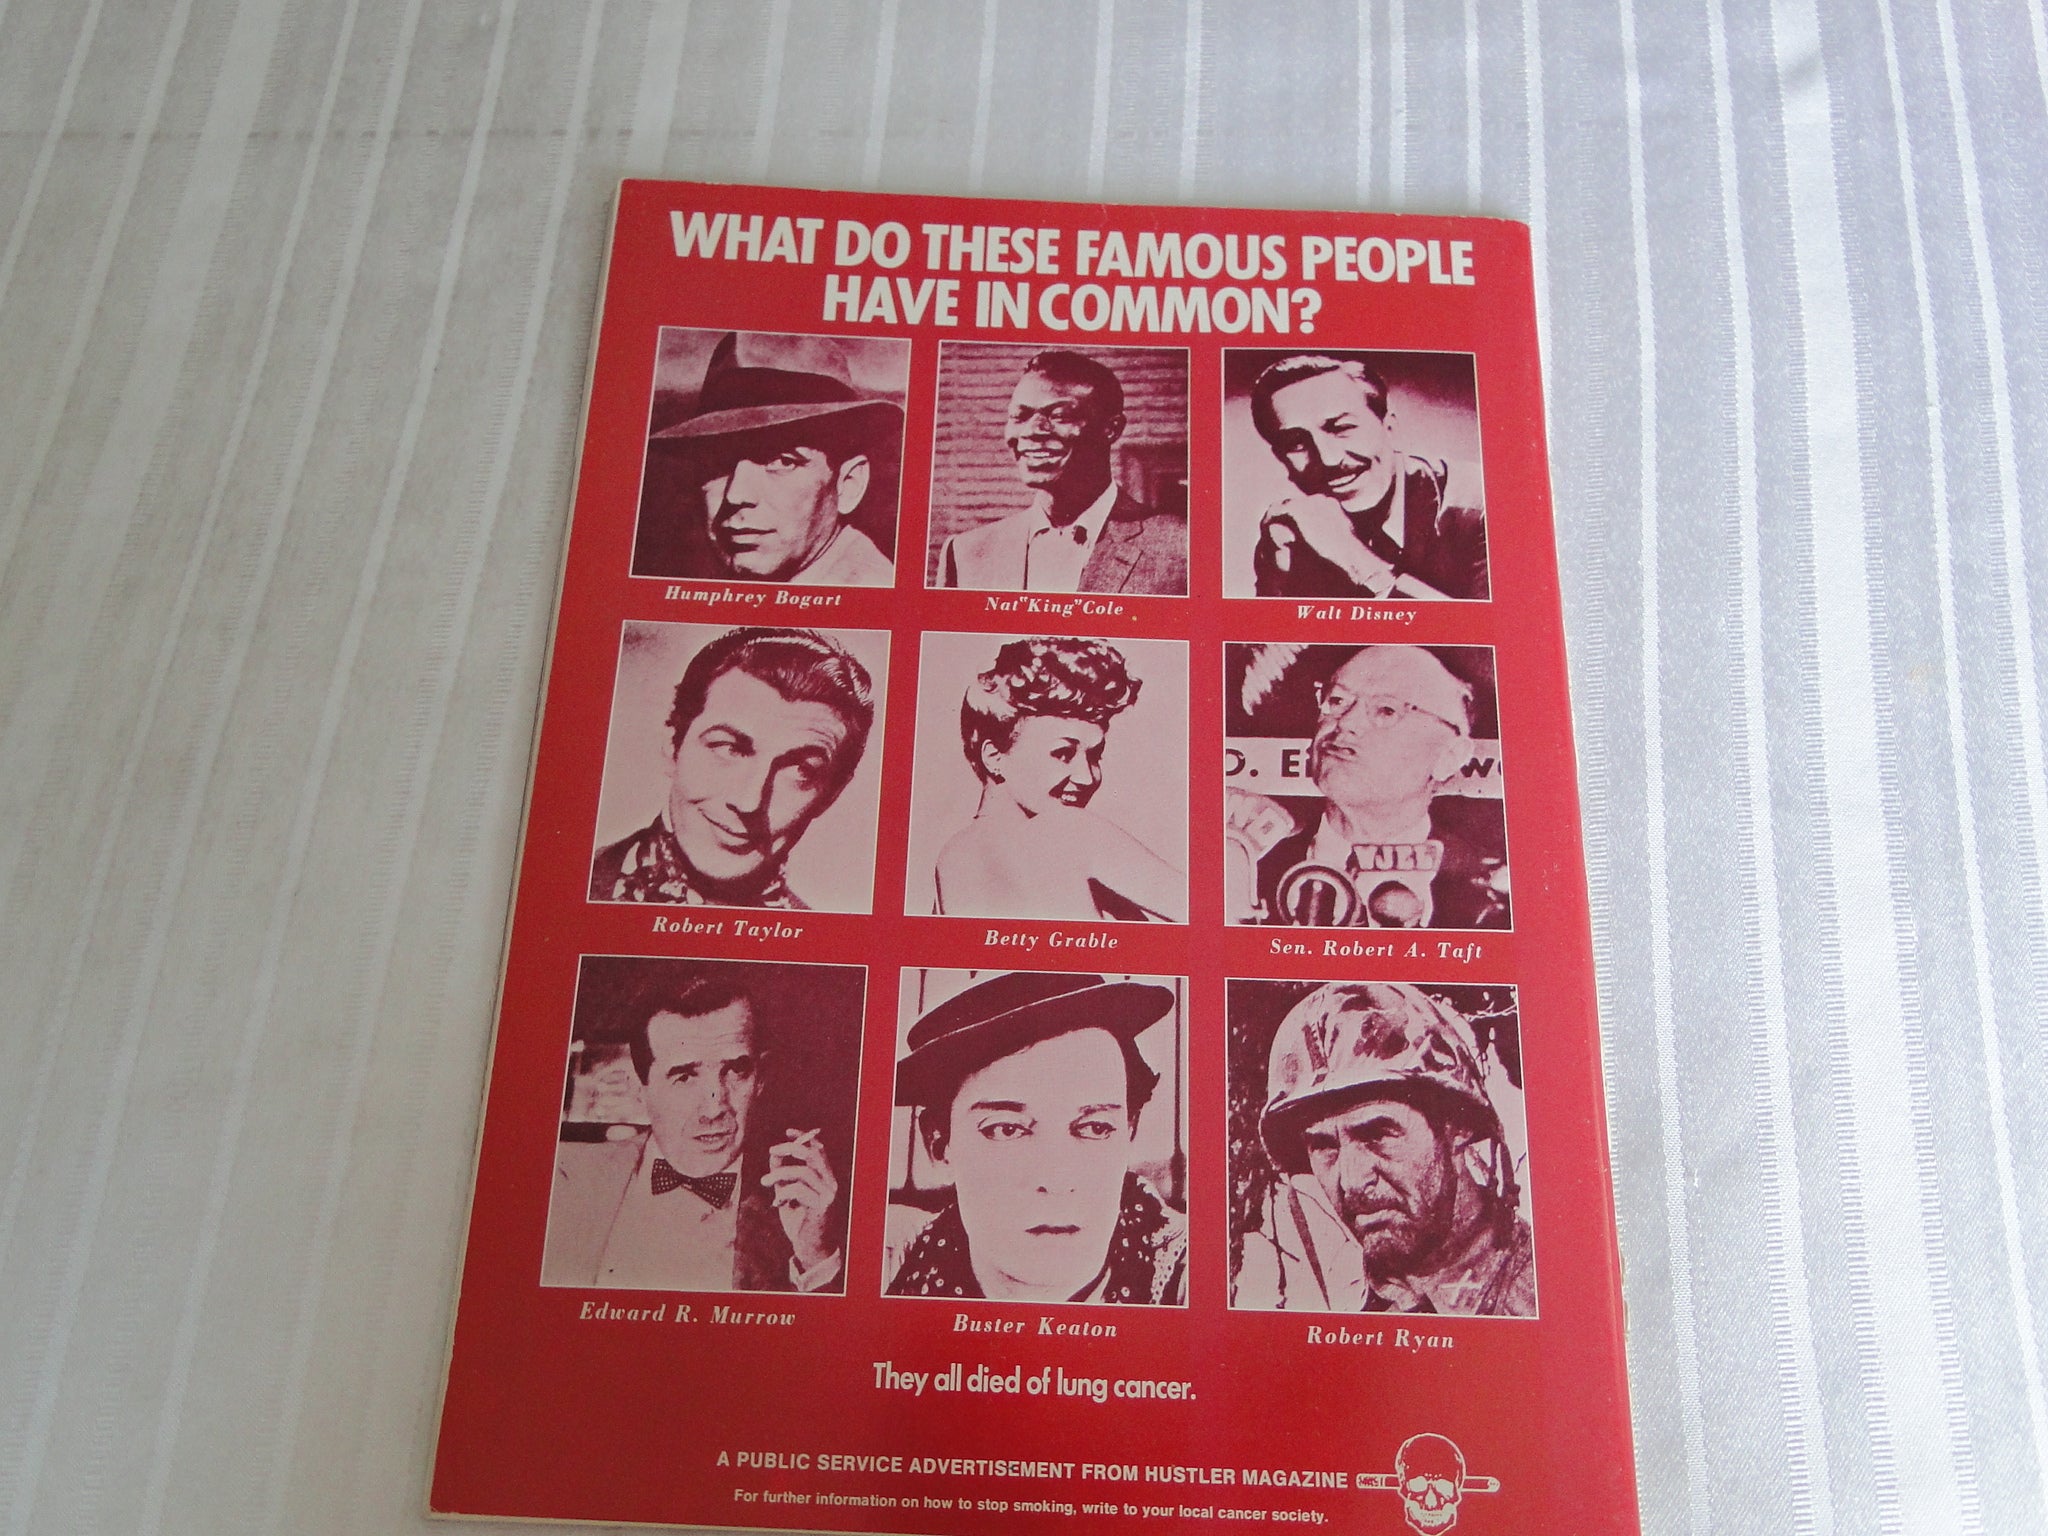 WHAT DO THESE FAMOUS PEOPLE
HAVE IN COMMON?
Humphrey Bogart
Nat "King" Cole
Walt Disney
D. E
W
WJEL
Robert Taylor
Betty Grable
Sen. Robert A. Taft
Edward R. Murrow
Buster Keaton
Robert Ryan
They all died of lung cancer.
A PUBLIC SERVICE ADVERTISEMENT FROM HUSTLER MAGAZINE
For further information on how to stop smoking, write to your local cancer society.